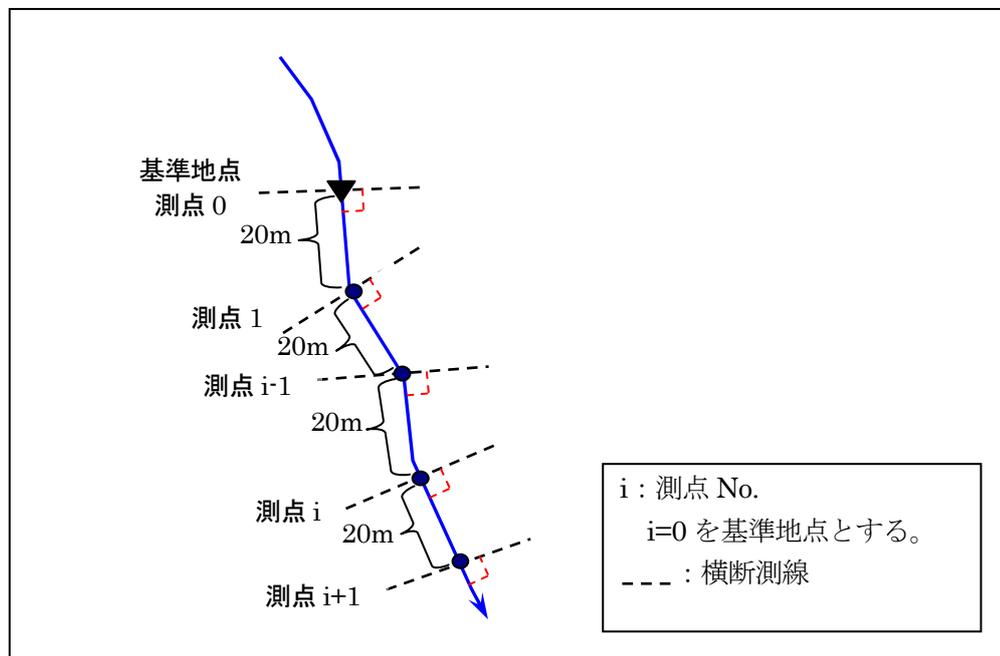 基準地点
測点 0
20m
測点 1
20m
測点 i-1
20m
測点 i
20m
測点 i+1
i：測点 No.
i=0 を基準地点とする。
：横断測線